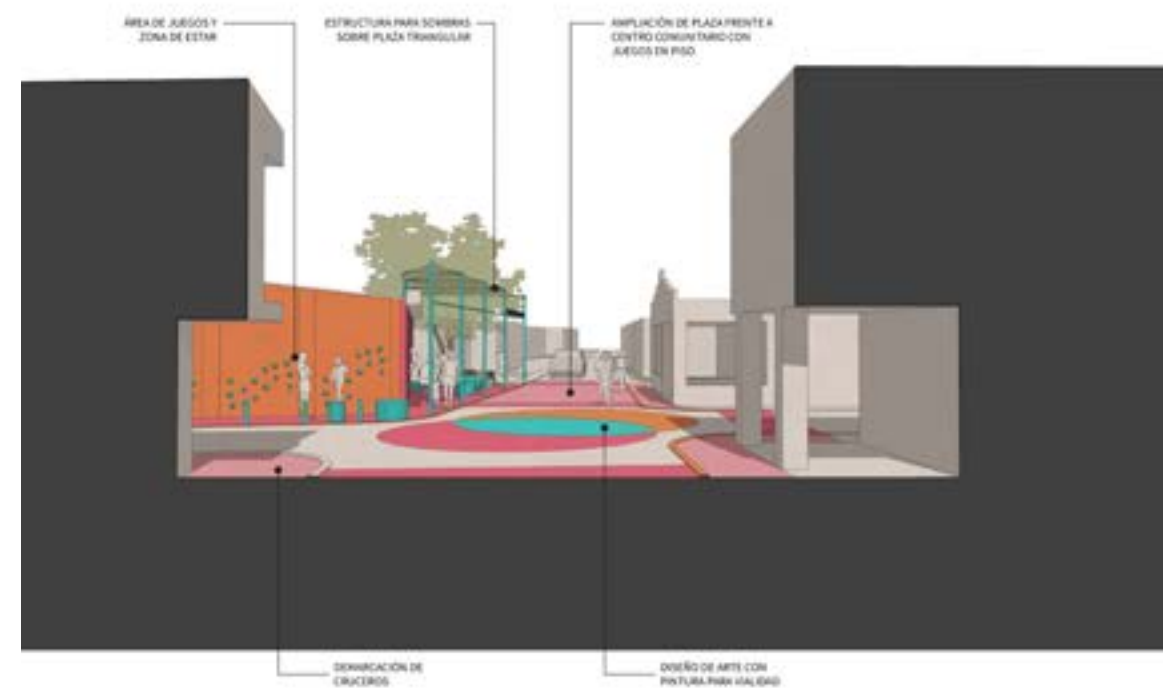 ÁREA DE JUEGOS Y
ZONA DE ESTAR
ESTRUCTURA PARA SOMBRAS
SOBRE PLAZA TRIANGULAR
AMPLIACIÓN DE PLAZA FRENTE A
CENTRO COMUNITARIO CON
JUEGOS EN PISO
DEMARCACIÓN DE
CRUCEROS
DISEÑO DE ARTE CON
PINTURA PARA VIALIDAD